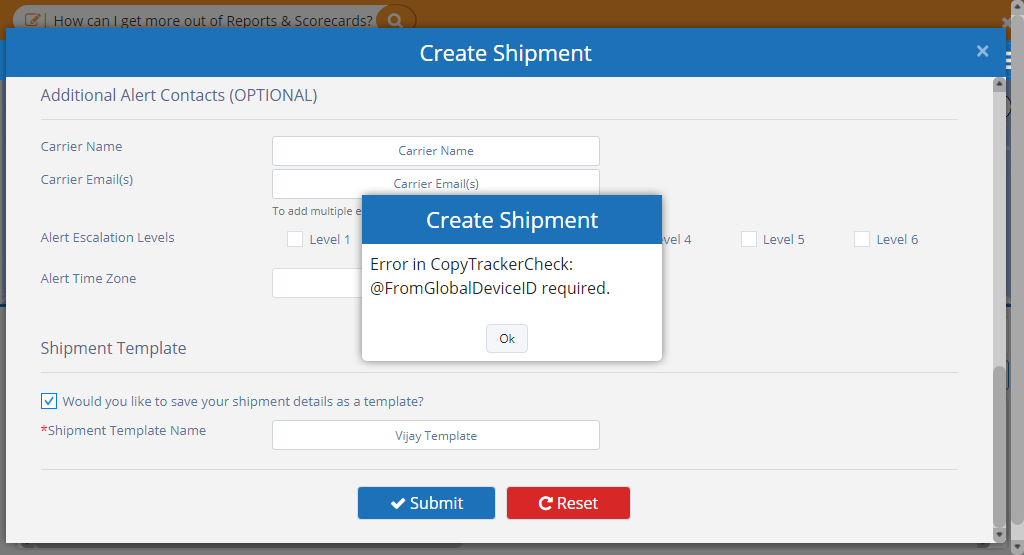 How can I get more out of Reports & Scorecards?
Create Shipment
×
Additional Alert Contacts (OPTIONAL)
Carrier Name
Carrier Name
Carrier Email(s)
Carrier Email(s)
To add multiple e
Create Shipment
Alert Escalation Levels
Level 1
vel 4
Level 5
Level 6
Error in CopyTrackerCheck:
@FromGlobalDeviceID required.
Alert Time Zone
Ok
Shipment Template
Would you like to save your shipment details as a template?
*Shipment Template Name
Vijay Template
Submit
Reset